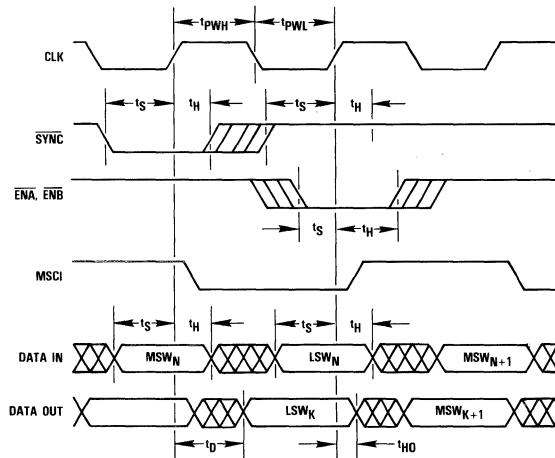 tPWH tPWL
CLK
tS tH tS tH
SYNC
ENA, ENB
tS tH
MSCI
tS tH tS tH
DATA IN MSWN LSWN MSWN+1
DATA OUT LSWK MSWK+1
tD tHO